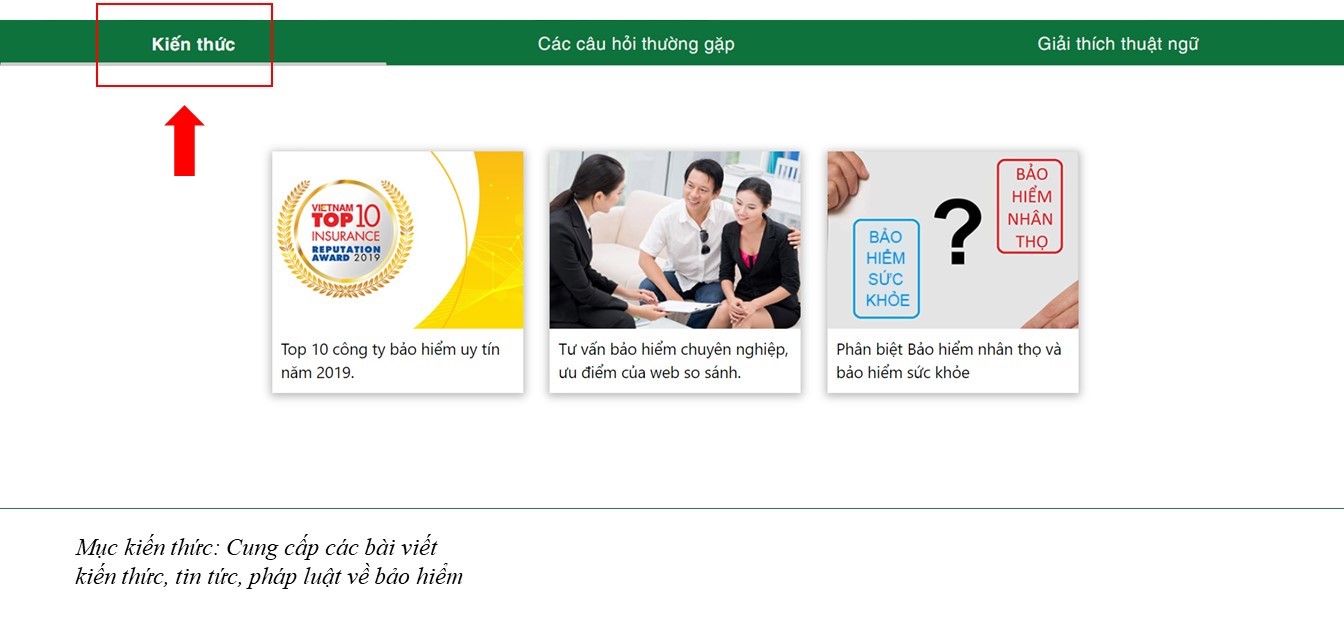 Kiến thức
Các câu hỏi thường gặp
Giải thích thuật ngữ
VIETNAM
TOP 10
INSURANCE
REPUTATION
AWARD 2019
Top 10 công ty bảo hiểm uy tín
năm 2019.
Tư vấn bảo hiểm chuyên nghiệp,
ưu điểm của web so sánh.
BẢO
HIỂM
SỨC
KHỎE
?
BẢO
HIỂM
NHÂN
THỌ
Phân biệt Bảo hiểm nhân thọ và
bảo hiểm sức khỏe
Mục kiến thức: Cung cấp các bài viết
kiến thức, tin tức, pháp luật về bảo hiểm